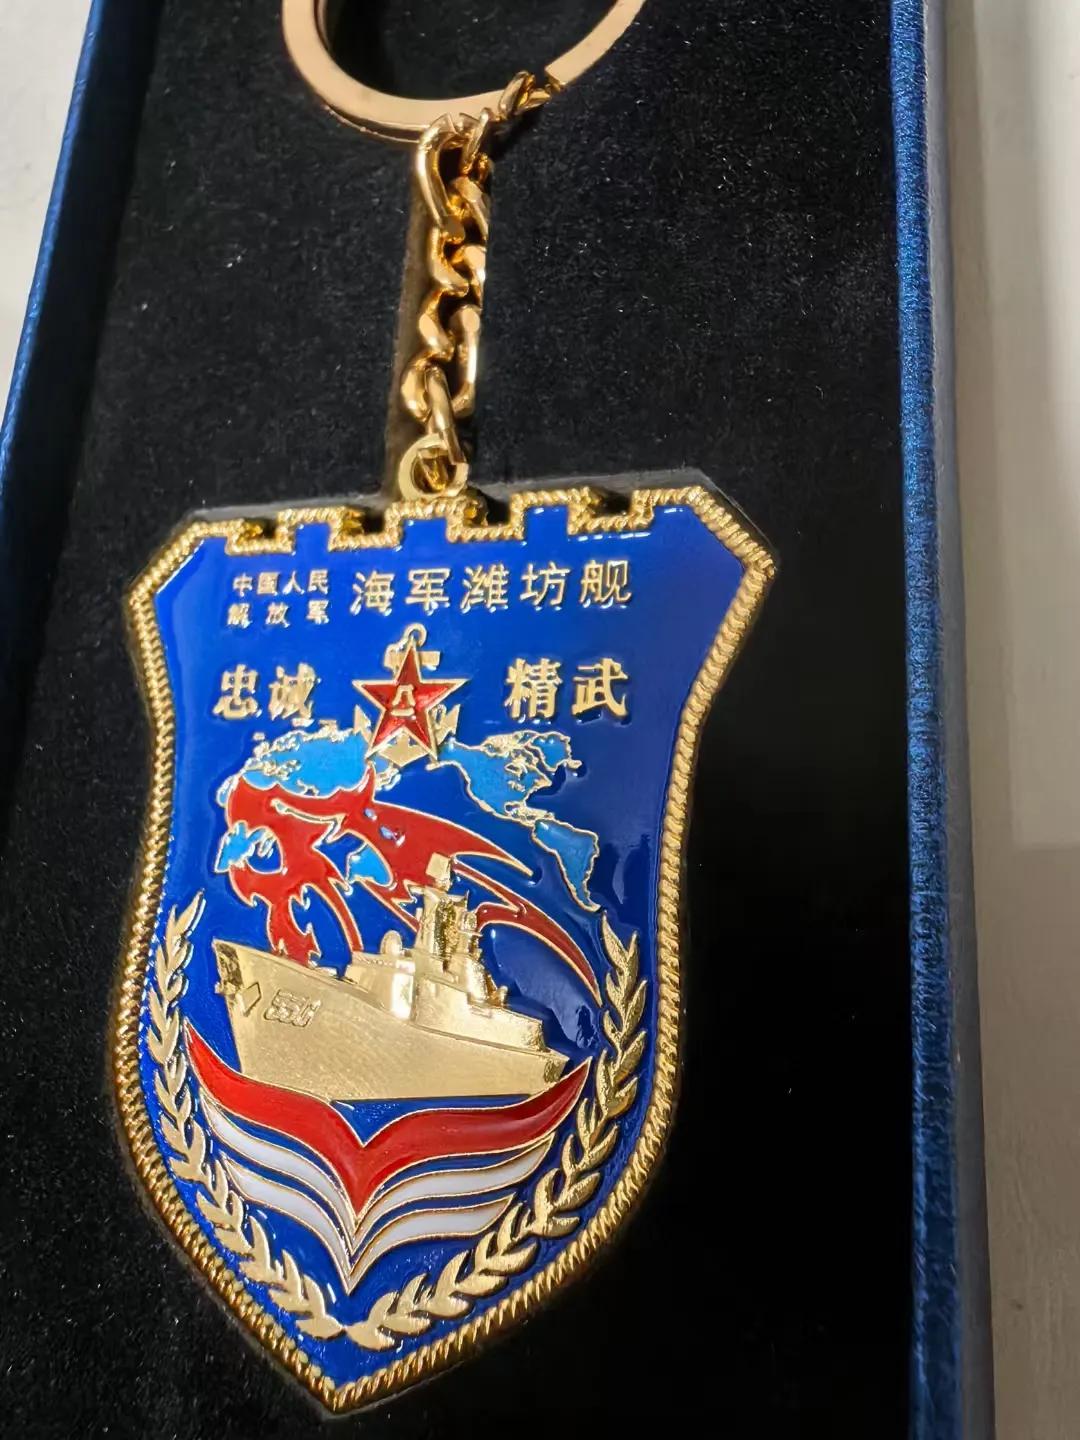 中国人民
解放军
海军潍坊舰
忠诚
精武
550